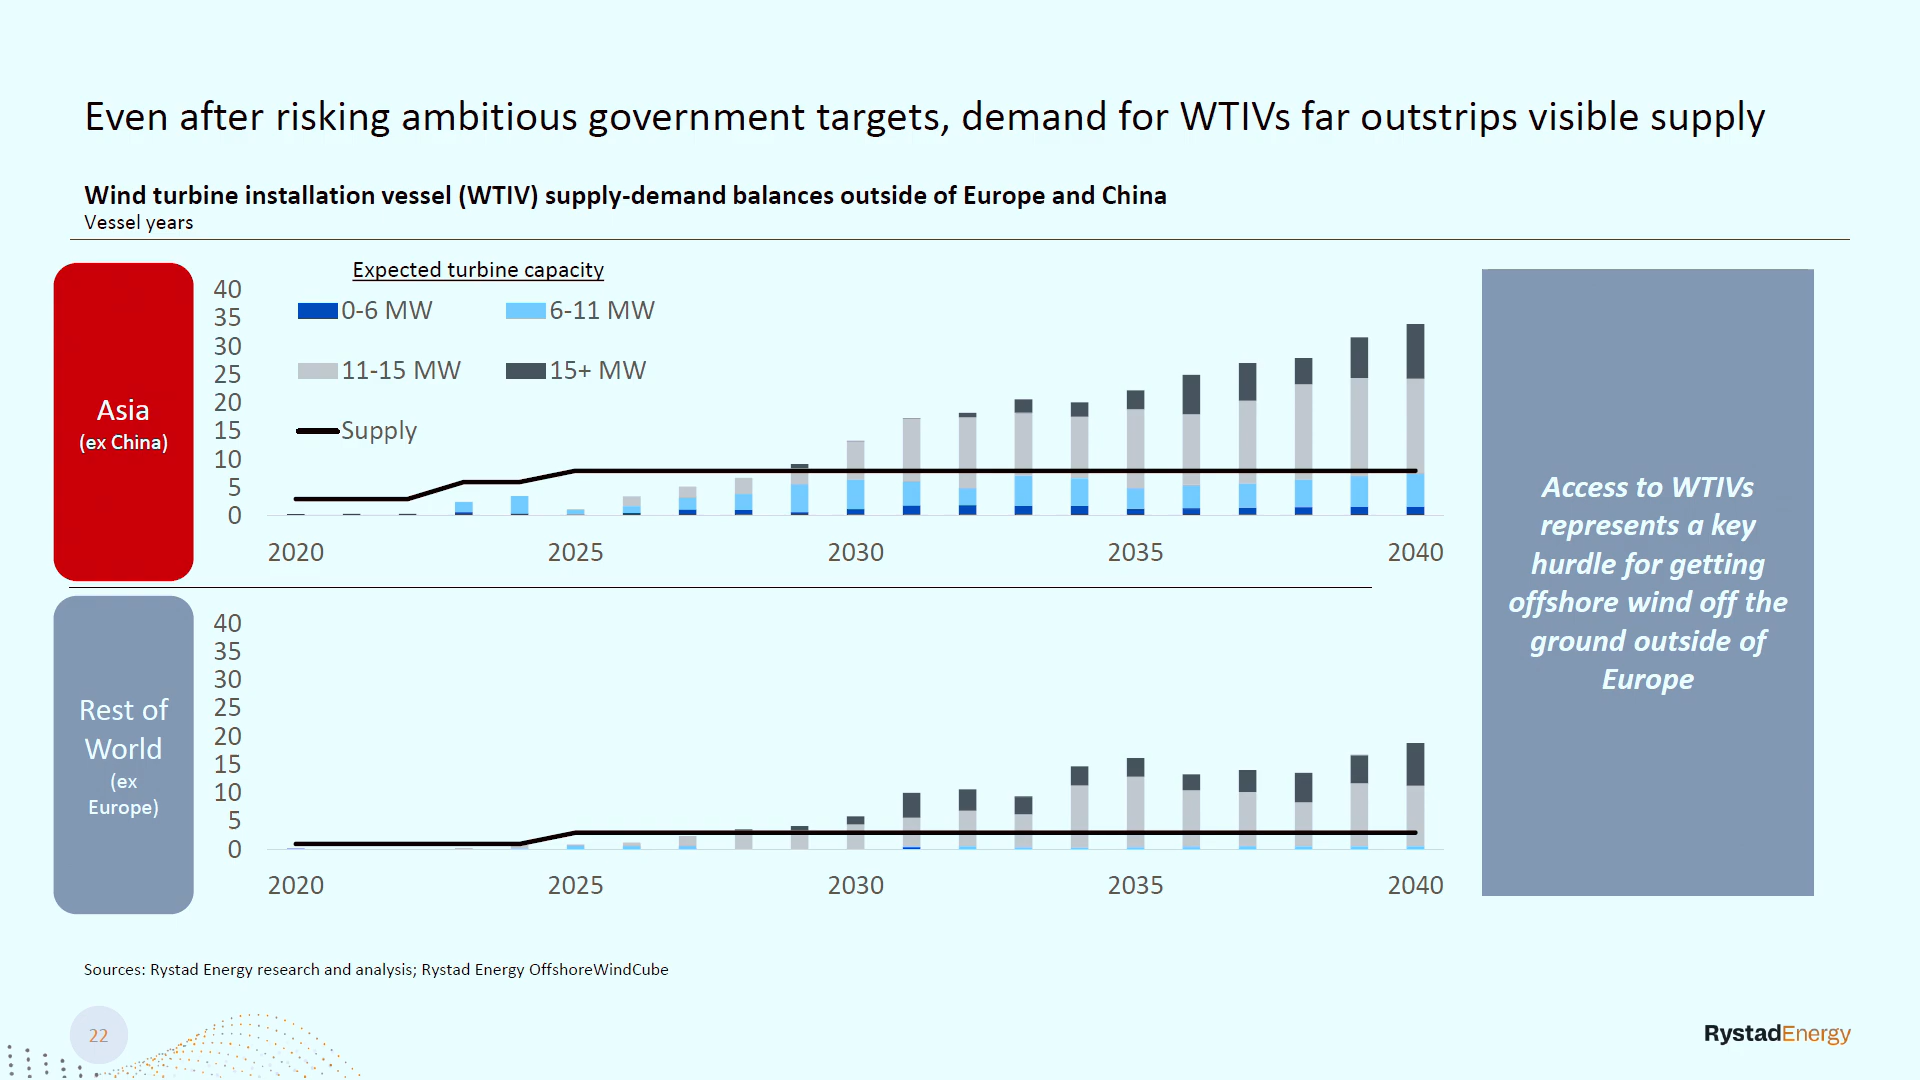 Even after risking ambitious government targets, demand for WTIVs far outstrips visible supply
Wind turbine installation vessel (WTIV) supply-demand balances outside of Europe and China
Vessel years
Asia
(ex China)
Expected turbine capacity
0-6 MW
6-11 MW
11-15 MW
15+ MW
Supply
40
35
30
25
20
15
10
5
0
2020
2025
2030
2035
2040
Rest of
World
(ex
Europe)
40
35
30
25
20
15
10
5
0
2020
2025
2030
2035
2040
Access to WTIVs
represents a key
hurdle for getting
offshore wind off the
ground outside of
Europe
Sources: Rystad Energy research and analysis; Rystad Energy OffshoreWindCube
22
RystadEnergy